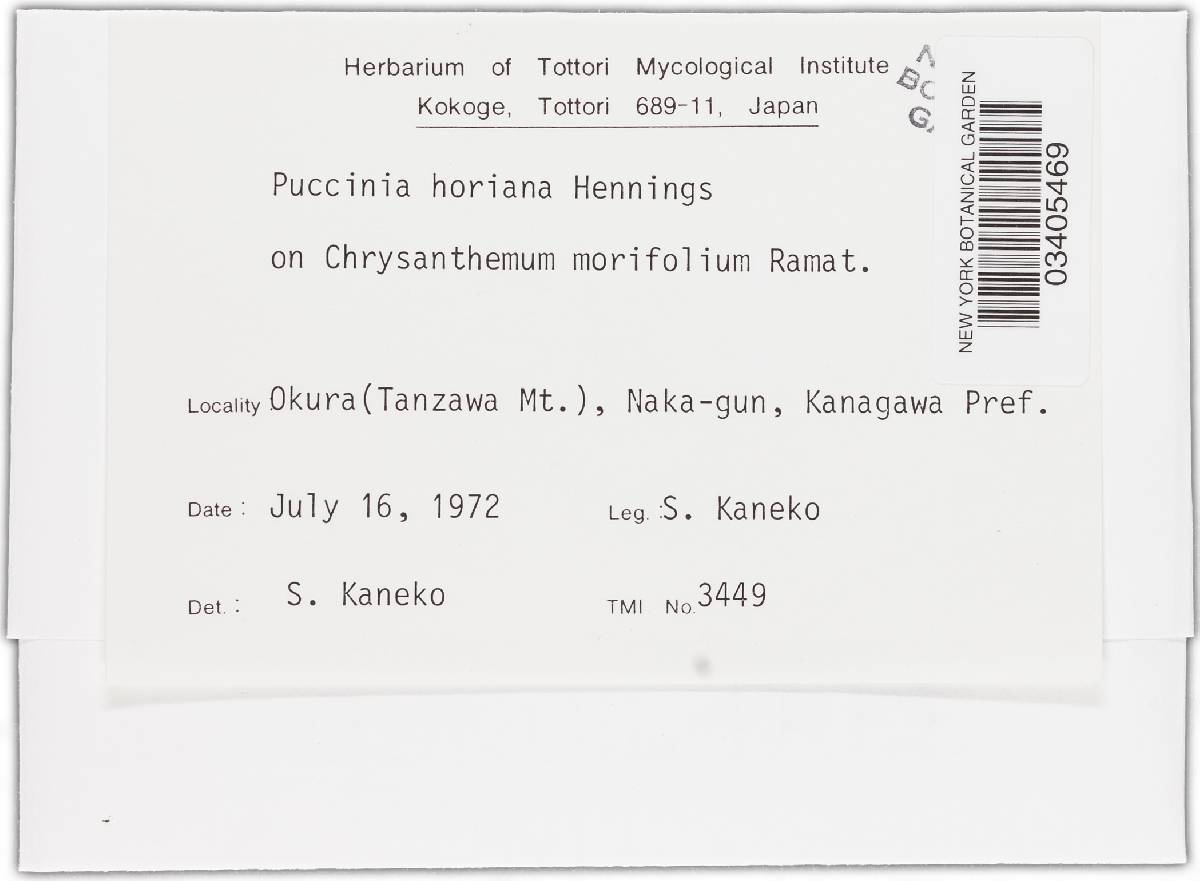 Herbarium of Tottori Mycological Institute
Kokoge, Tottori 689-11, Japan
Puccinia horiana Hennings
on Chrysanthemum morifolium Ramat.
Locality Okura(Tanzawa Mt.), Naka-gun, Kanagawa Pref.
Date: July 16, 1972
Leg.:S. Kaneko
Det.: S. Kaneko
TMI No.3449
NEW YORK BOTANICAL GARDEN
03405469